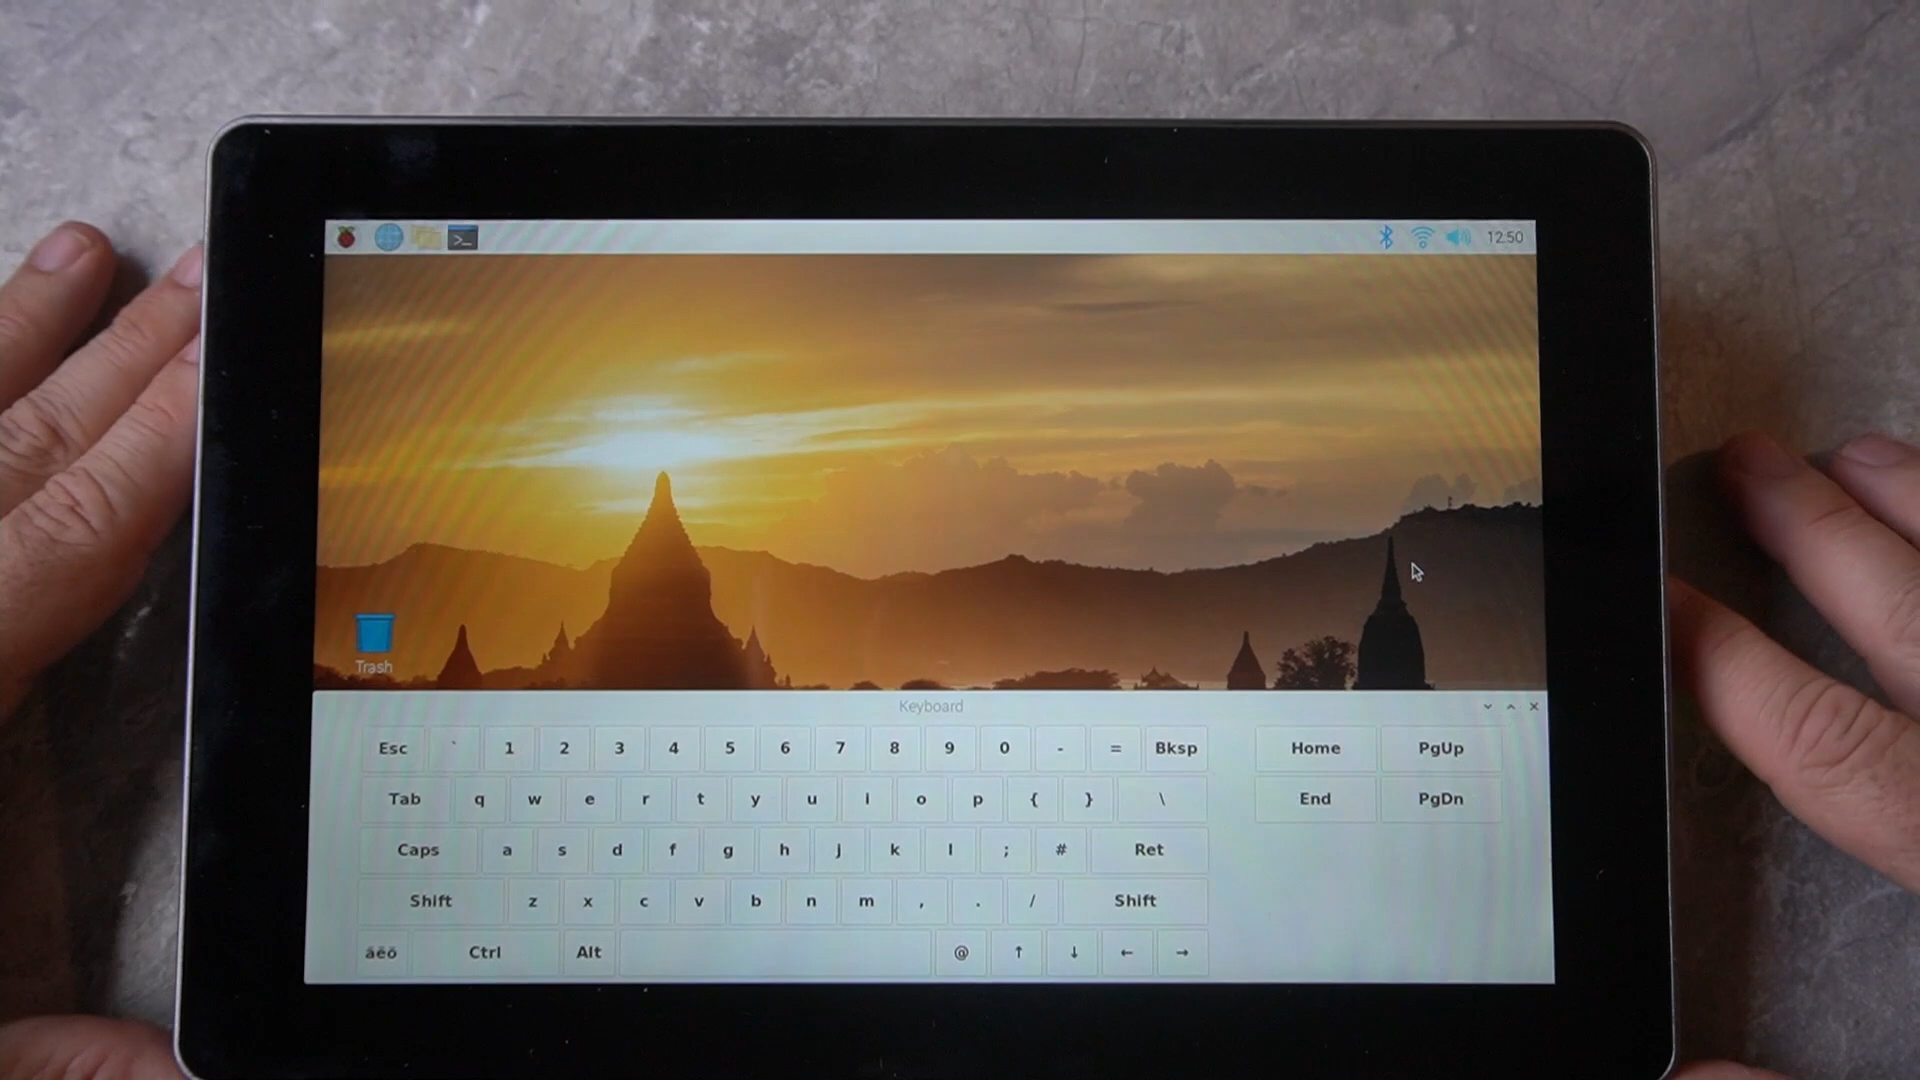 >_ 12:50
Trash
Keyboard
Esc ` 1 2 3 4 5 6 7 8 9 0 - = Bksp Home PgUp
Tab q w e r t y u i o p { } \ End PgDn
Caps a s d f g h j k l ; # Ret
Shift z x c v b n m , . / Shift
áêö Ctrl Alt @ ↑ ↓ ← →